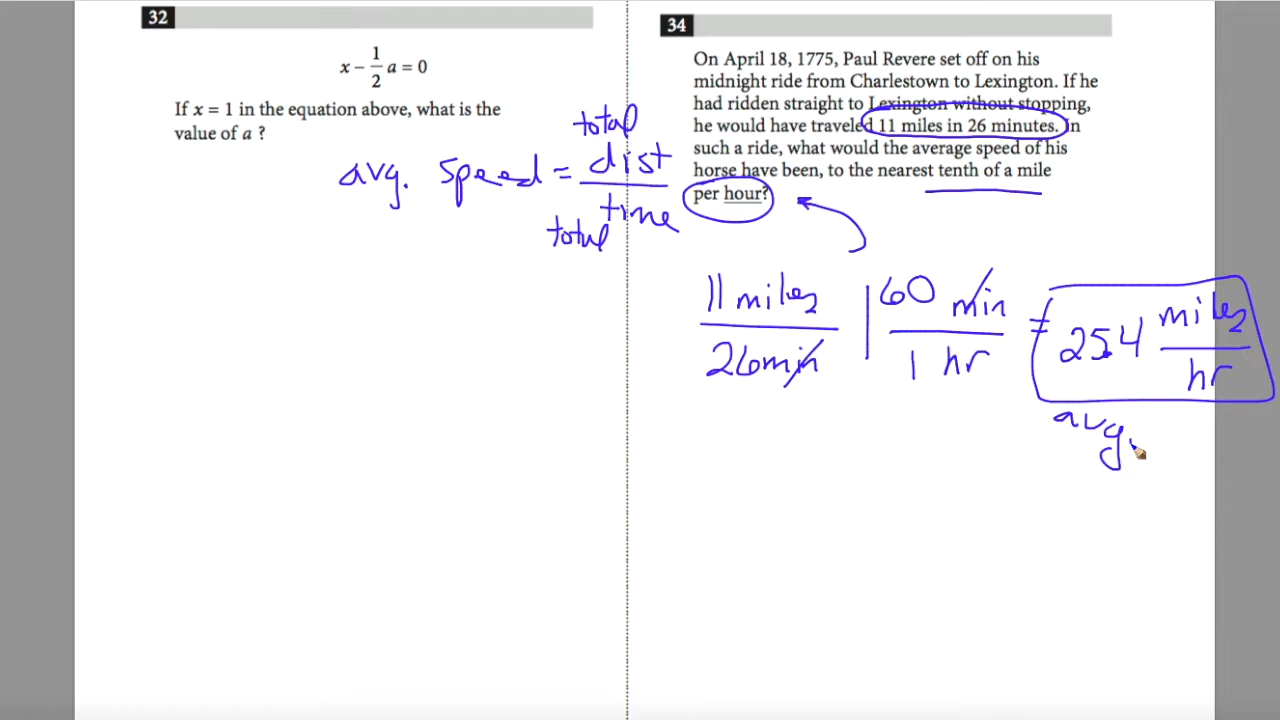 32
x − 1/2 a = 0
If x = 1 in the equation above, what is the
value of a ?
avg. speed = total dist
total time
34
On April 18, 1775, Paul Revere set off on his
midnight ride from Charlestown to Lexington. If he
had ridden straight to Lexington without stopping,
he would have traveled 11 miles in 26 minutes. In
such a ride, what would the average speed of his
horse have been, to the nearest tenth of a mile
per hour?
11 miles | 60 min = 25.4 miles
26 min | 1 hr hr
avg.